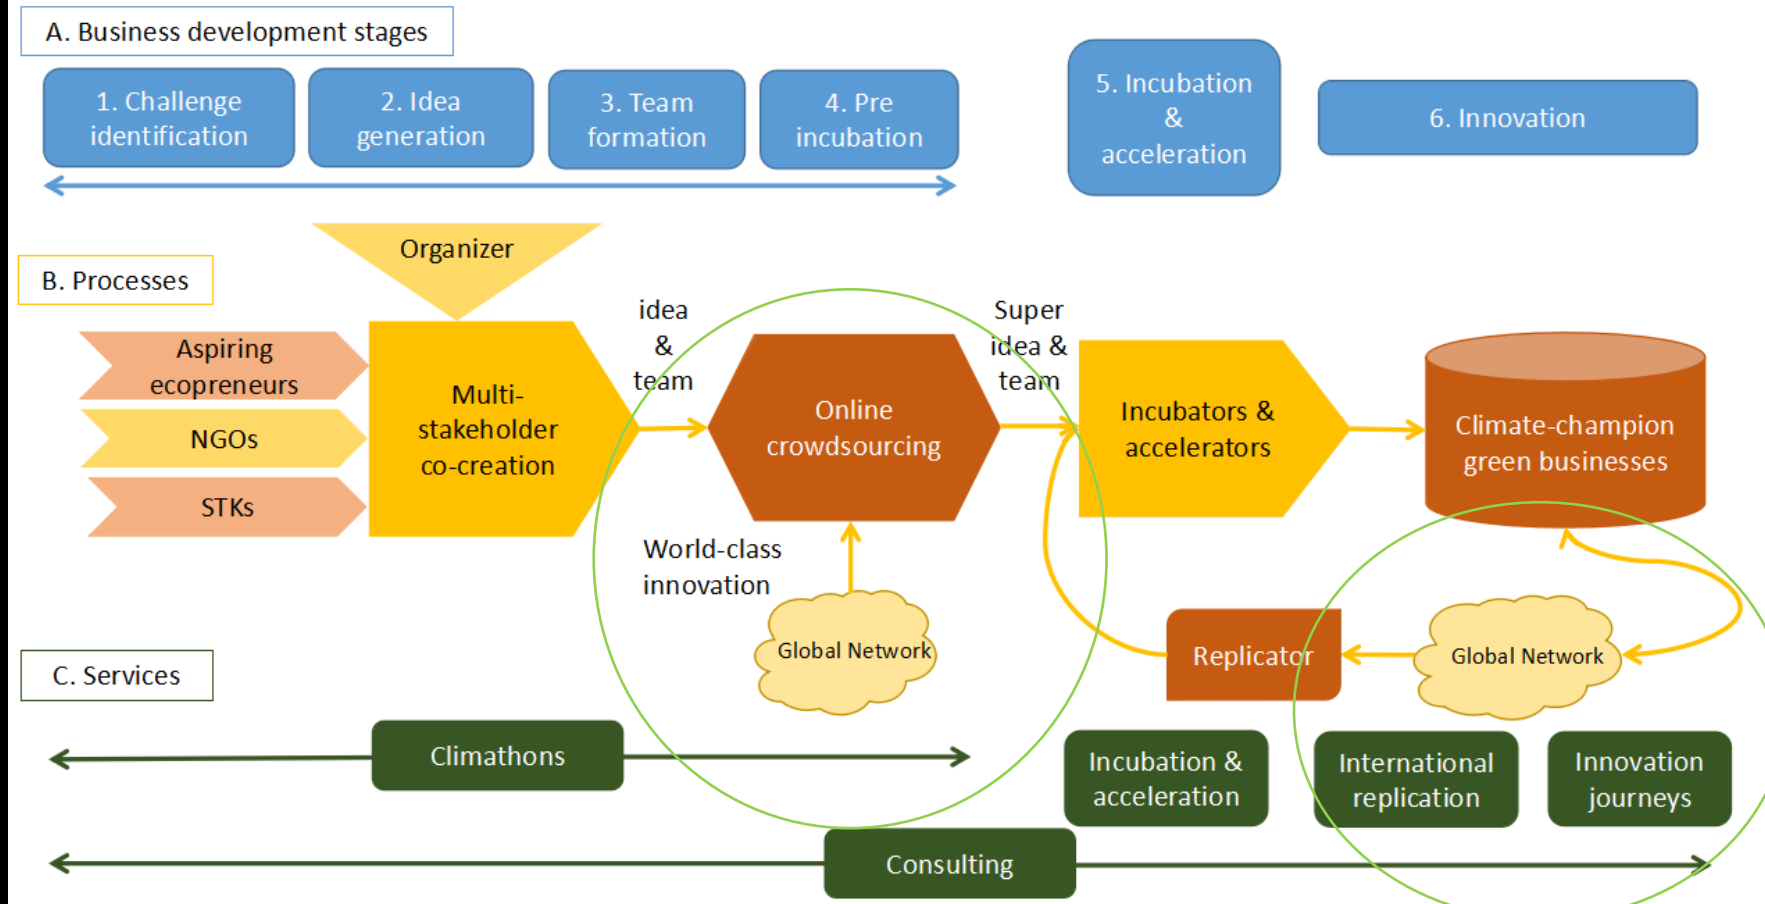 A. Business development stages
1. Challenge
identification
2. Idea
generation
3. Team
formation
4. Pre
incubation
5. Incubation
&
acceleration
6. Innovation
Organizer
B. Processes
Aspiring
ecopreneurs
NGOs
STKs
Multi-
stakeholder
co-creation
idea
&
team
Online
crowdsourcing
Super
idea &
team
Incubators &
accelerators
Climate-champion
green businesses
World-class
innovation
Global Network
Replicator
Global Network
C. Services
Climathons
Incubation &
acceleration
International
replication
Innovation
journeys
Consulting